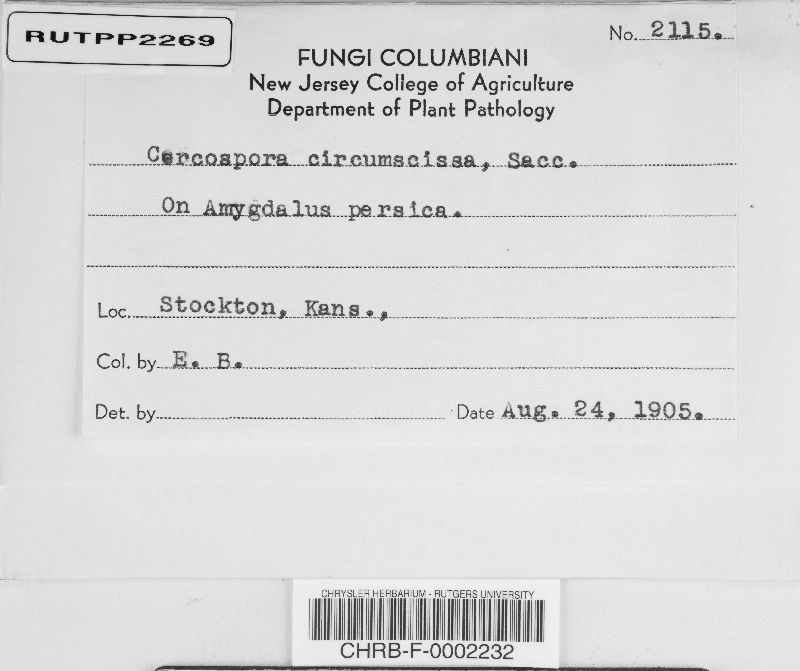 RUTPP2269
No. 2115.
FUNGI COLUMBIANI
New Jersey College of Agriculture
Department of Plant Pathology
Cercospora circumscissa, Sacc.
On Amygdalus persica.
Loc. Stockton, Kans.,
Col. by E. B.
Det. by
Date Aug. 24, 1905.
CHRYSLER HERBARIUM - RUTGERS UNIVERSITY
CHRB-F-0002232